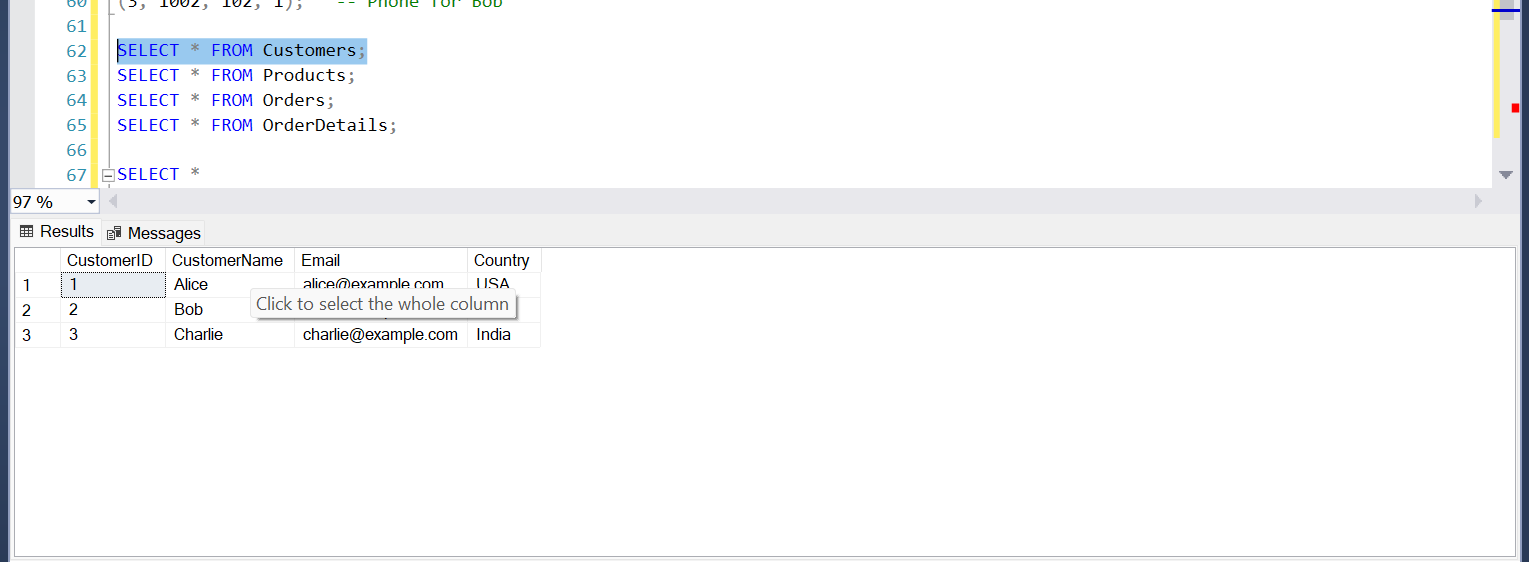 60 (3, 1002, 102, 1); -- Phone for Bob
61
62 SELECT * FROM Customers;
63 SELECT * FROM Products;
64 SELECT * FROM Orders;
65 SELECT * FROM OrderDetails;
66
67 SELECT *
97 %
Results Messages
CustomerID CustomerName Email Country
1 1 Alice alice@example.com USA
Click to select the whole column
2 2 Bob
3 3 Charlie charlie@example.com India